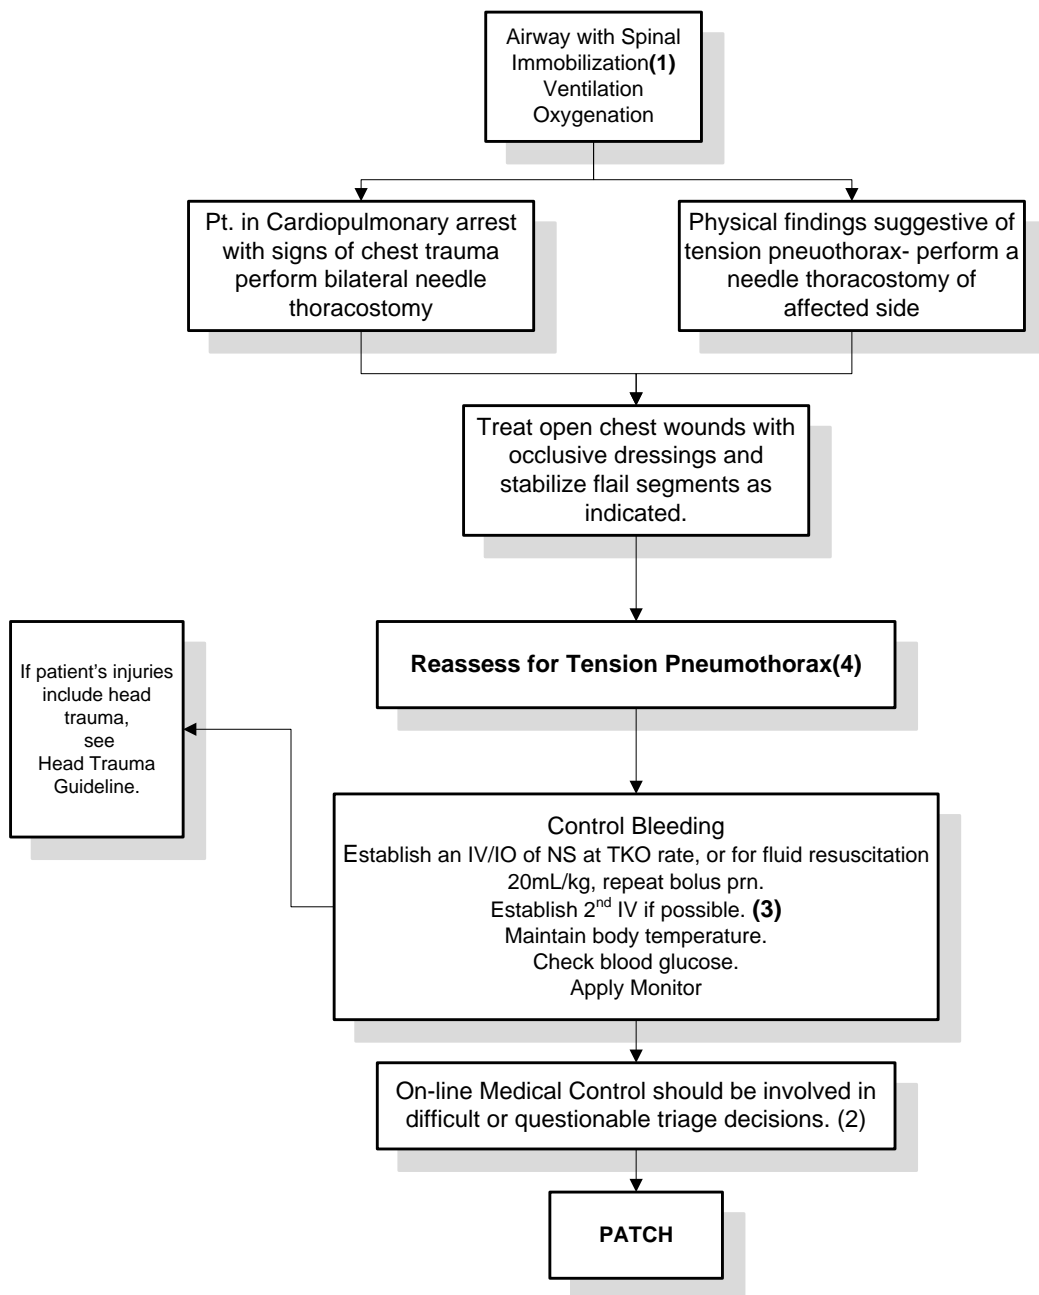 Airway with Spinal
Immobilization(1)
Ventilation
Oxygenation
Pt. in Cardiopulmonary arrest
with signs of chest trauma
perform bilateral needle
thoracostomy
Physical findings suggestive of
tension pneuothorax- perform a
needle thoracostomy of
affected side
Treat open chest wounds with
occlusive dressings and
stabilize flail segments as
indicated.
Reassess for Tension Pneumothorax(4)
If patient's injuries
include head
trauma,
see
Head Trauma
Guideline.
Control Bleeding
Establish an IV/IO of NS at TKO rate, or for fluid resuscitation
20mL/kg, repeat bolus prn.
Establish 2nd IV if possible. (3)
Maintain body temperature.
Check blood glucose.
Apply Monitor
On-line Medical Control should be involved in
difficult or questionable triage decisions. (2)
PATCH